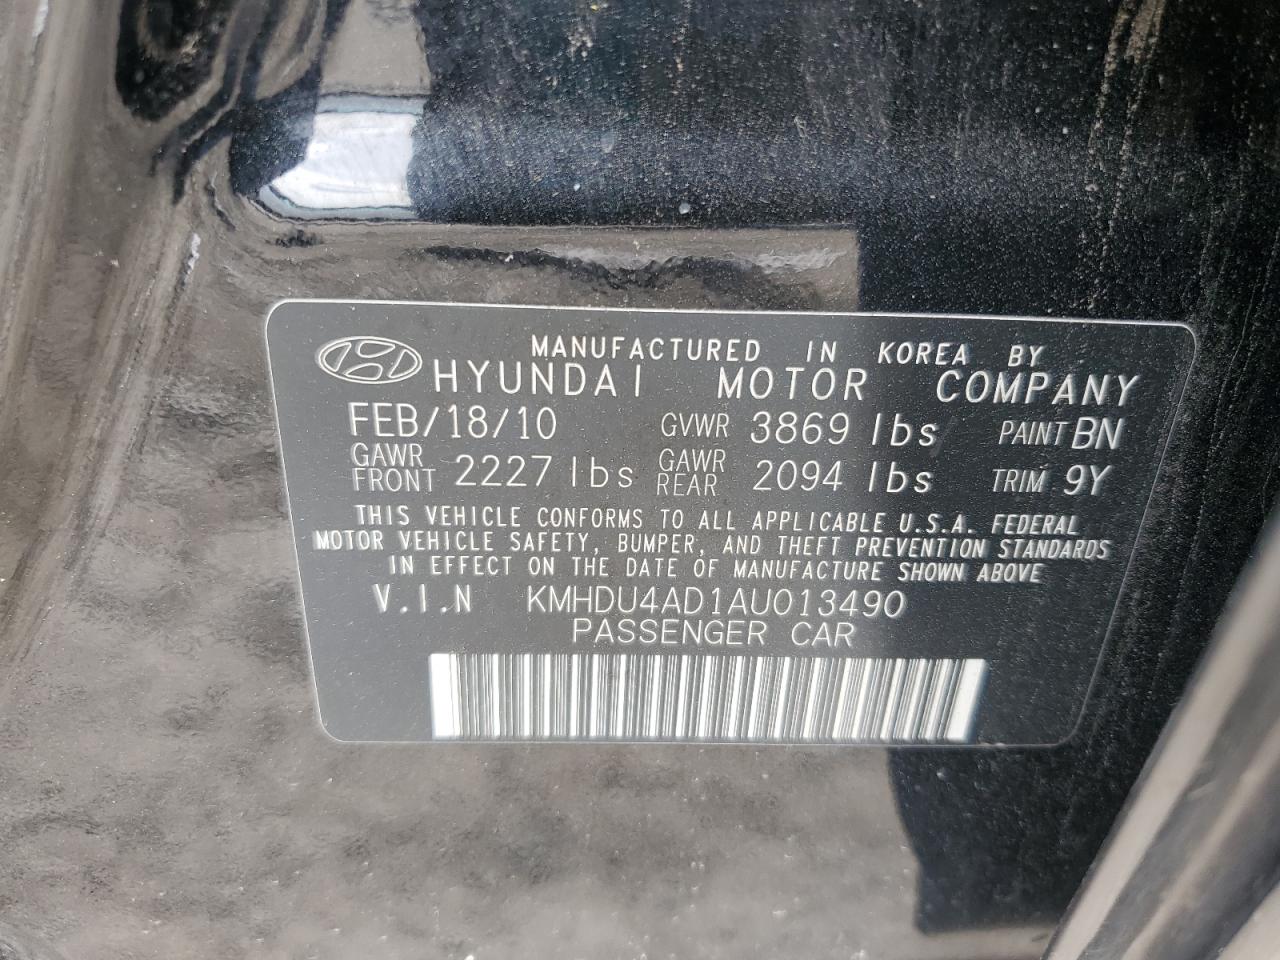 MANUFACTURED IN KOREA BY
HYUNDAI MOTOR COMPANY
FEB/18/10 GVWR 3869 lbs PAINT BN
GAWR FRONT 2227 lbs GAWR REAR 2094 lbs TRIM 9Y
THIS VEHICLE CONFORMS TO ALL APPLICABLE U.S.A. FEDERAL
MOTOR VEHICLE SAFETY, BUMPER, AND THEFT PREVENTION STANDARDS
IN EFFECT ON THE DATE OF MANUFACTURE SHOWN ABOVE
V.I.N KMHDU4AD1AU013490
PASSENGER CAR